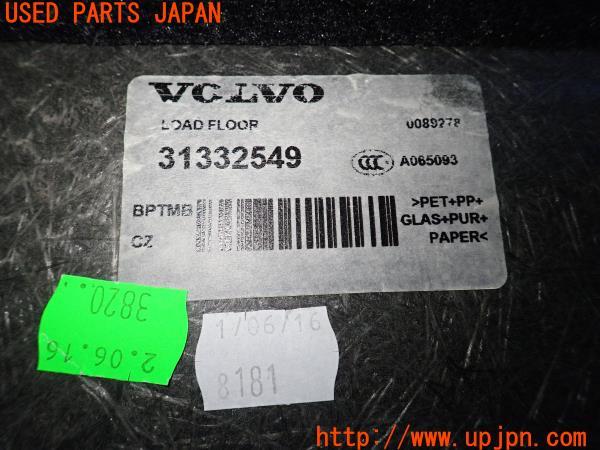 USED PARTS JAPAN
VOLVO
LOAD FLOOR 0089278
31332549 CCC A065093
BPTMB >PET+PP+
GLAS+PUR+
CZ PAPER<
3820..
2.06.16
1/06/16
8181
http://www.upjpn.com/